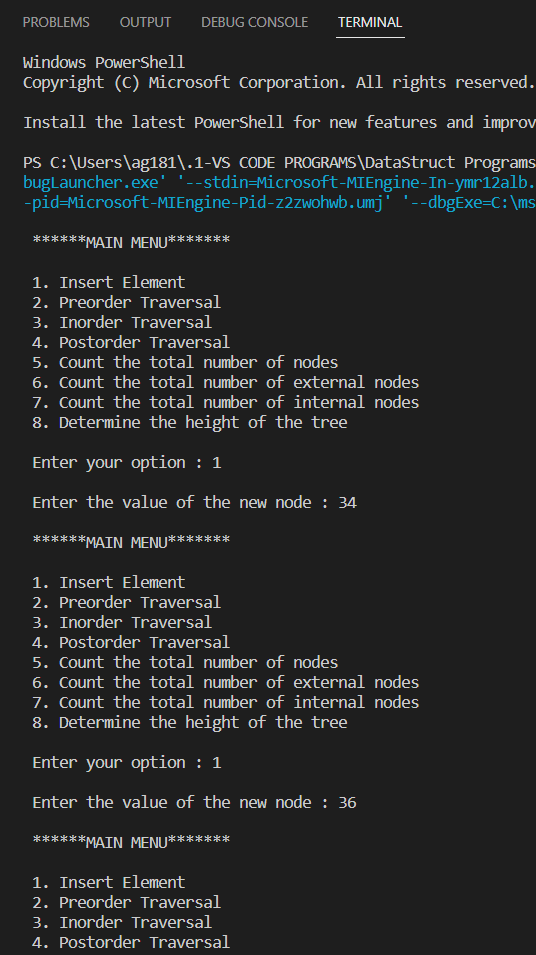 PROBLEMS OUTPUT DEBUG CONSOLE TERMINAL
Windows PowerShell
Copyright (C) Microsoft Corporation. All rights reserved.
Install the latest PowerShell for new features and improv
PS C:\Users\ag181\.1-VS CODE PROGRAMS\DataStruct Programs
bugLauncher.exe' '--stdin=Microsoft-MIEngine-In-ymr12alb.
-pid=Microsoft-MIEngine-Pid-z2zwohwb.umj' '--dbgExe=C:\ms
******MAIN MENU*******
1. Insert Element
2. Preorder Traversal
3. Inorder Traversal
4. Postorder Traversal
5. Count the total number of nodes
6. Count the total number of external nodes
7. Count the total number of internal nodes
8. Determine the height of the tree
Enter your option : 1
Enter the value of the new node : 34
******MAIN MENU*******
1. Insert Element
2. Preorder Traversal
3. Inorder Traversal
4. Postorder Traversal
5. Count the total number of nodes
6. Count the total number of external nodes
7. Count the total number of internal nodes
8. Determine the height of the tree
Enter your option : 1
Enter the value of the new node : 36
******MAIN MENU*******
1. Insert Element
2. Preorder Traversal
3. Inorder Traversal
4. Postorder Traversal